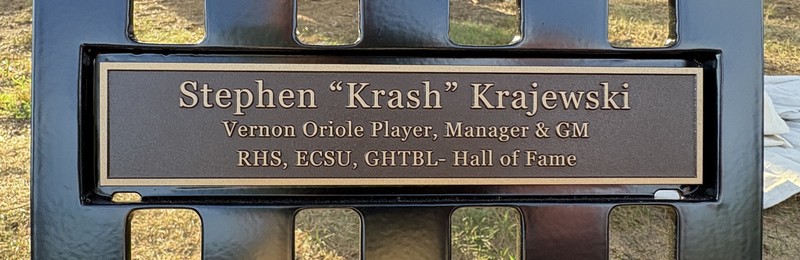 Stephen “Krash” Krajewski
Vernon Oriole Player, Manager & GM
RHS, ECSU, GHTBL- Hall of Fame